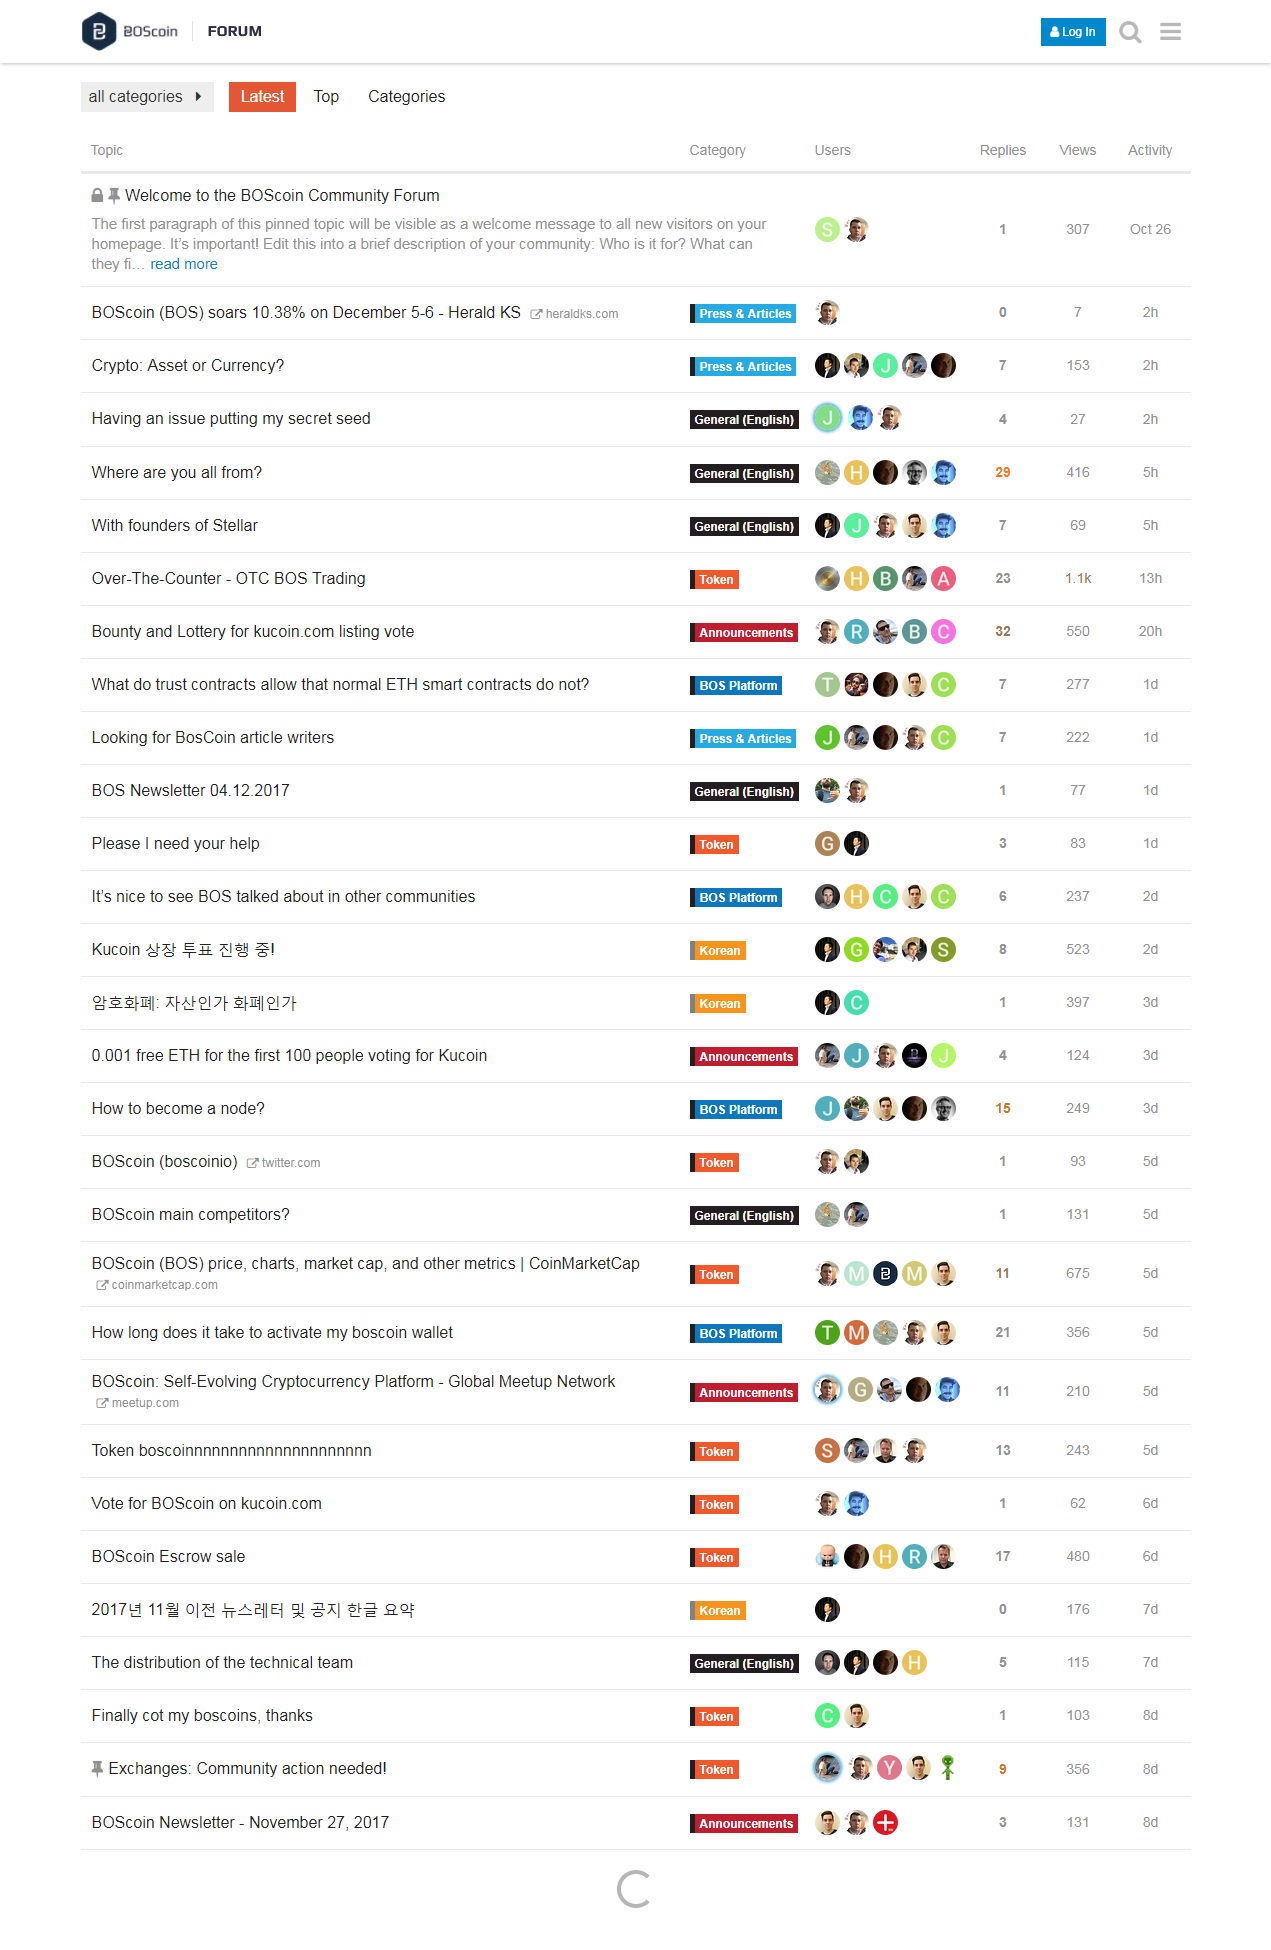 BOScoin FORUM Log In
all categories Latest Top Categories
Topic Category Users Replies Views Activity
Welcome to the BOScoin Community Forum
The first paragraph of this pinned topic will be visible as a welcome message to all new visitors on your
homepage. It’s important! Edit this into a brief description of your community: Who is it for? What can
they fi… read more
S 1 307 Oct 26
BOScoin (BOS) soars 10.38% on December 5-6 - Herald KS heraldks.com Press & Articles 0 7 2h
Crypto: Asset or Currency? Press & Articles J 7 153 2h
Having an issue putting my secret seed General (English) J 4 27 2h
Where are you all from? General (English) H 29 416 5h
With founders of Stellar General (English) J 7 69 5h
Over-The-Counter - OTC BOS Trading Token H B A 23 1.1k 13h
Bounty and Lottery for kucoin.com listing vote Announcements R B C 32 550 20h
What do trust contracts allow that normal ETH smart contracts do not? BOS Platform T C 7 277 1d
Looking for BosCoin article writers Press & Articles J C 7 222 1d
BOS Newsletter 04.12.2017 General (English) 1 77 1d
Please I need your help Token G 3 83 1d
It’s nice to see BOS talked about in other communities BOS Platform H C C 6 237 2d
Kucoin 상장 투표 진행 중! Korean G S 8 523 2d
암호화폐: 자산인가 화폐인가 Korean C 1 397 3d
0.001 free ETH for the first 100 people voting for Kucoin Announcements J J 4 124 3d
How to become a node? BOS Platform J 15 249 3d
BOScoin (boscoinio) twitter.com Token 1 93 5d
BOScoin main competitors? General (English) 1 131 5d
BOScoin (BOS) price, charts, market cap, and other metrics | CoinMarketCap
coinmarketcap.com Token M M 11 675 5d
How long does it take to activate my boscoin wallet BOS Platform T M 21 356 5d
BOScoin: Self-Evolving Cryptocurrency Platform - Global Meetup Network
meetup.com Announcements G 11 210 5d
Token boscoinnnnnnnnnnnnnnnnnnnnn Token S 13 243 5d
Vote for BOScoin on kucoin.com Token 1 62 6d
BOScoin Escrow sale Token H R 17 480 6d
2017년 11월 이전 뉴스레터 및 공지 한글 요약 Korean 0 176 7d
The distribution of the technical team General (English) H 5 115 7d
Finally cot my boscoins, thanks Token C 1 103 8d
Exchanges: Community action needed! Token Y 9 356 8d
BOScoin Newsletter - November 27, 2017 Announcements 3 131 8d